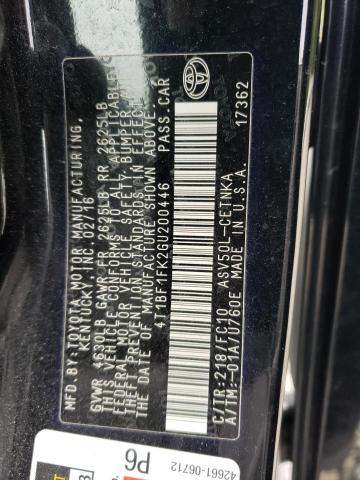 MFD. BY: TOYOTA MOTOR MANUFACTURING,
KENTUCKY, INC. 02/16
GVWR 4630LB GAWR FR 2625LB RR 2625LB
THIS VEHICLE CONFORMS TO ALL APPLICABLE
FEDERAL MOTOR VEHICLE SAFETY, BUMPER, AND
THEFT PREVENTION STANDARDS IN EFFECT
ON THE DATE OF MANUFACTURE SHOWN ABOVE.
4T1BF1FK2GU200446 PASS. CAR
C/TR:218/FC10 ASV50L-CETNKA
A/TM:-01A/U760E MADE IN U.S.A. 17362
42661-06712
P6